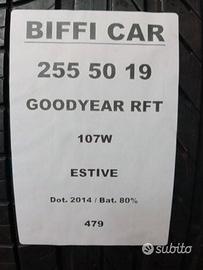 BIFFI CAR
255 50 19
GOODYEAR RFT
107W
ESTIVE
Dot. 2014 / Bat. 80%
479
subito